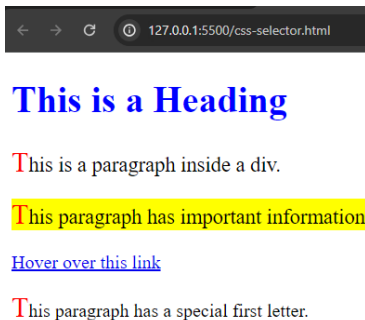 127.0.0.1:5500/css-selector.html
This is a Heading
This is a paragraph inside a div.
This paragraph has important information
Hover over this link
This paragraph has a special first letter.